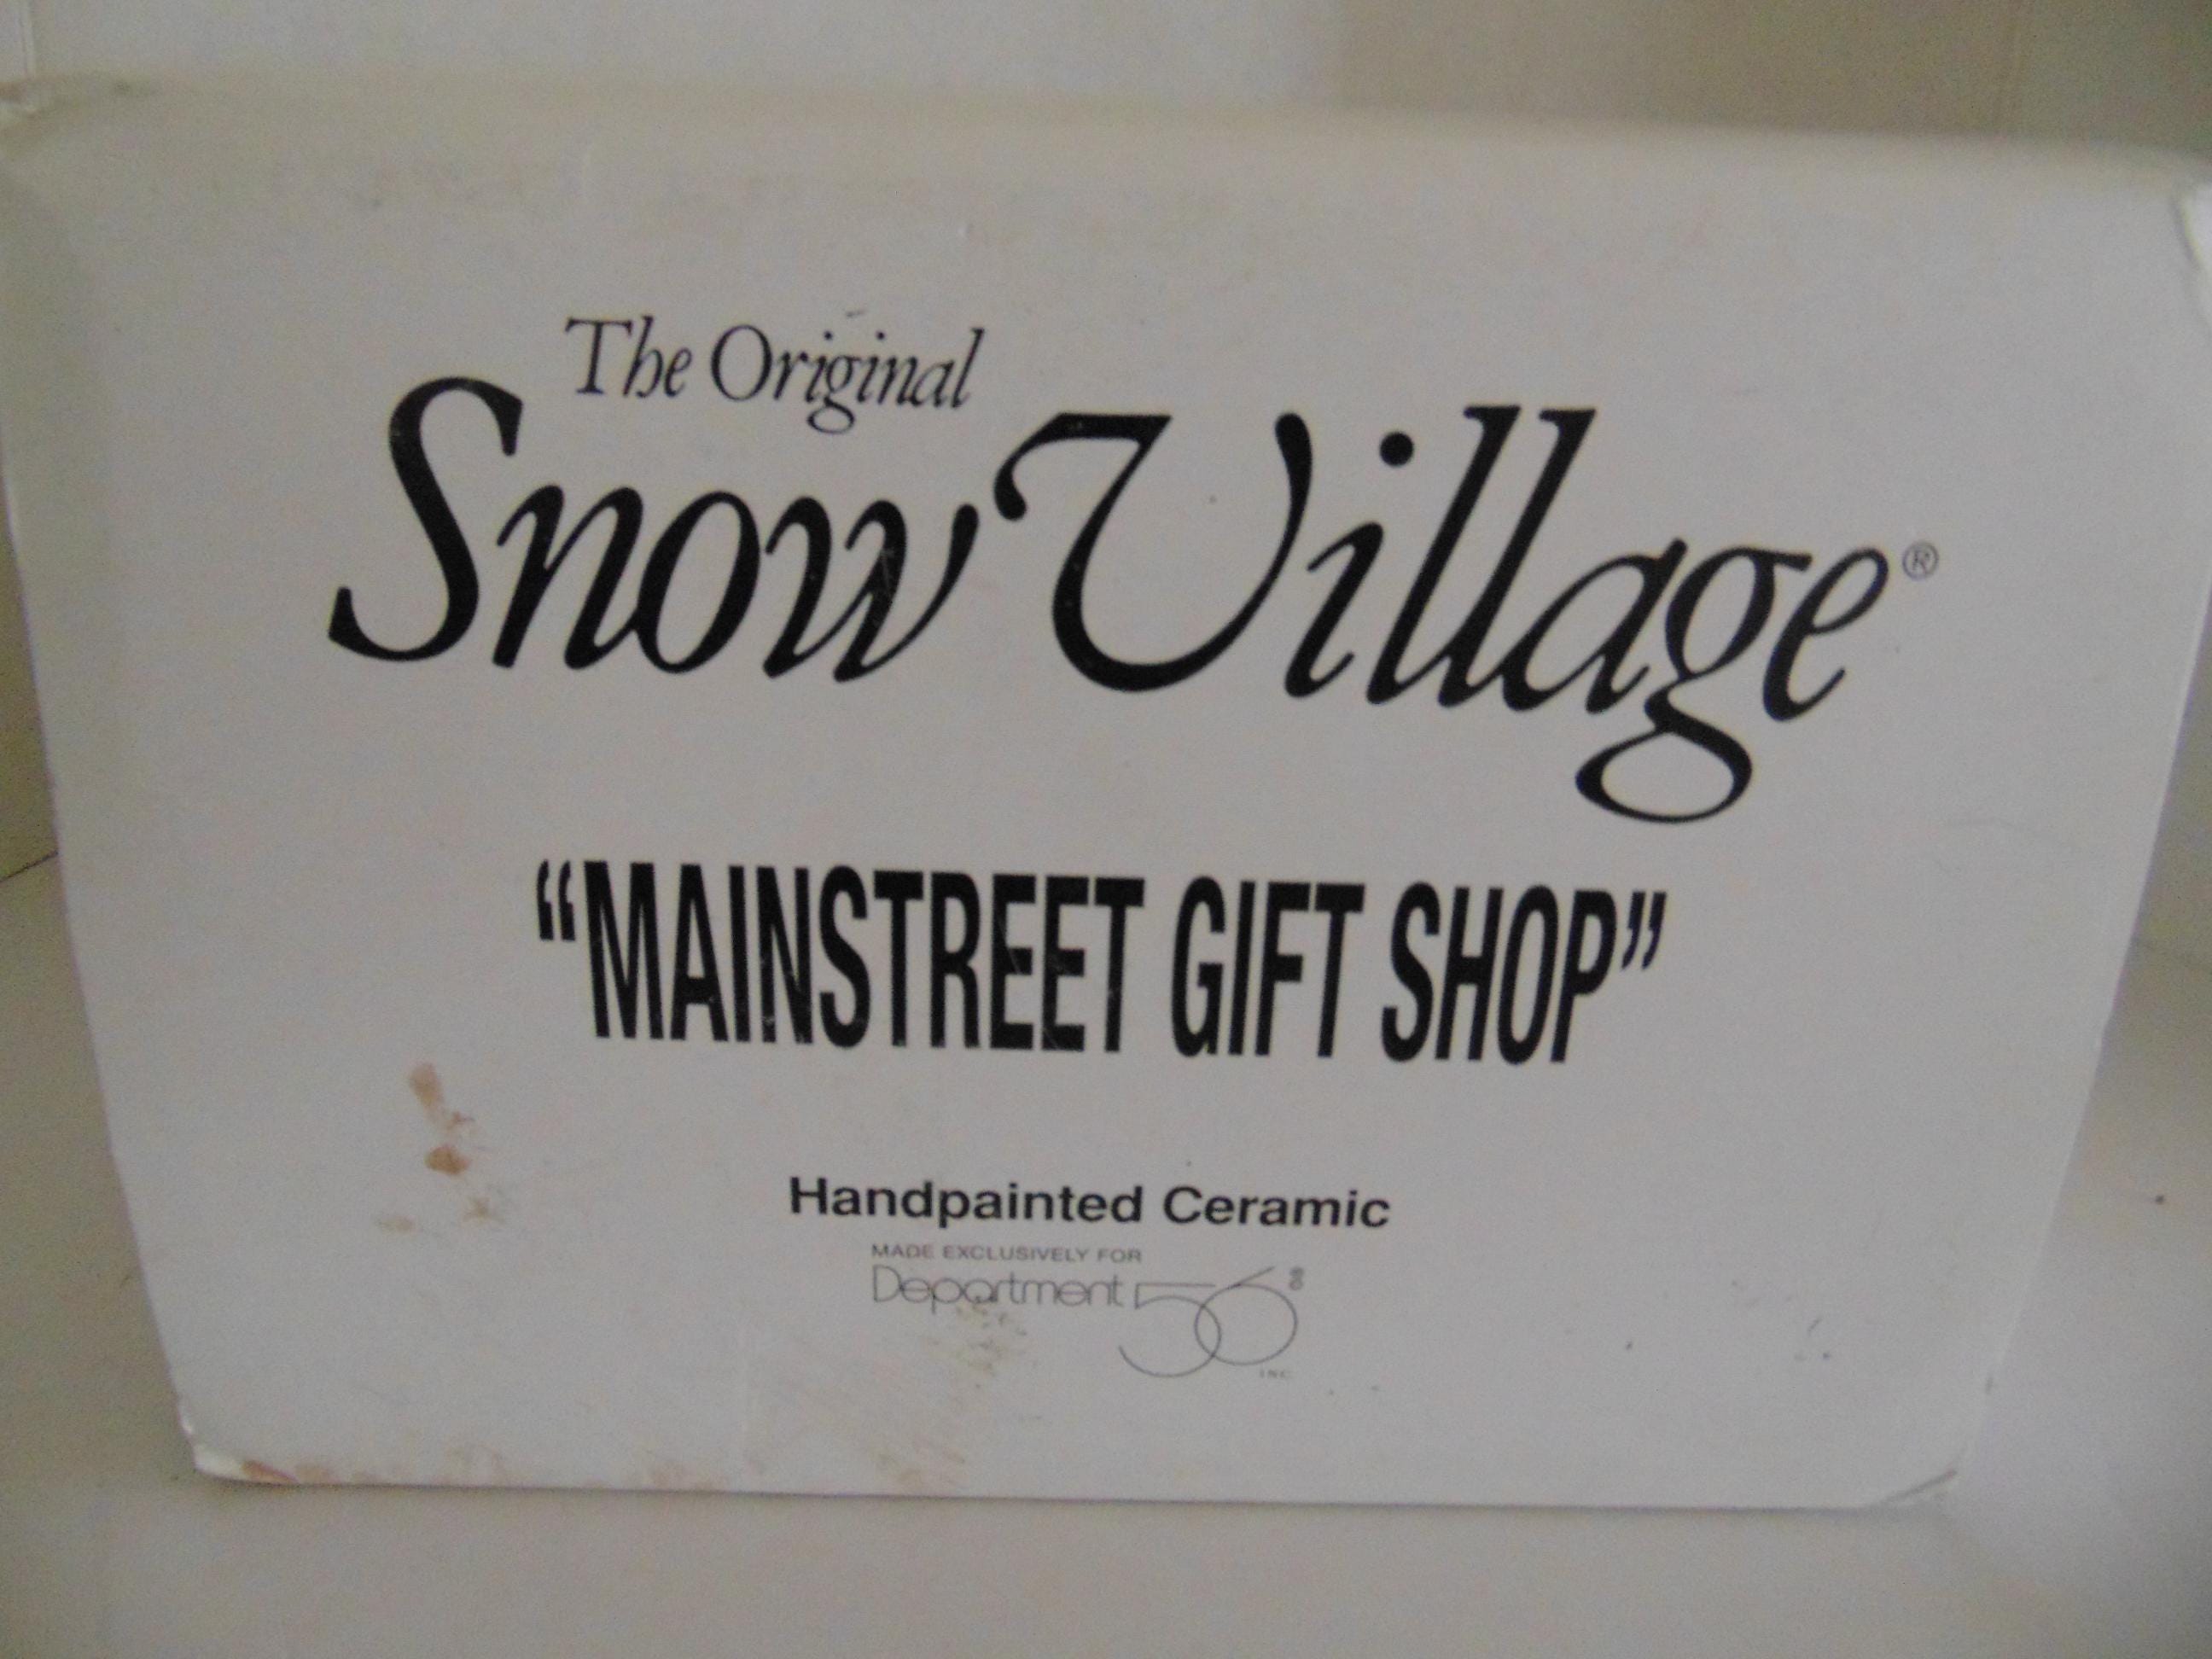 The Original
Snow Village®
“MAINSTREET GIFT SHOP”
Handpainted Ceramic
MADE EXCLUSIVELY FOR
Department 56®
INC